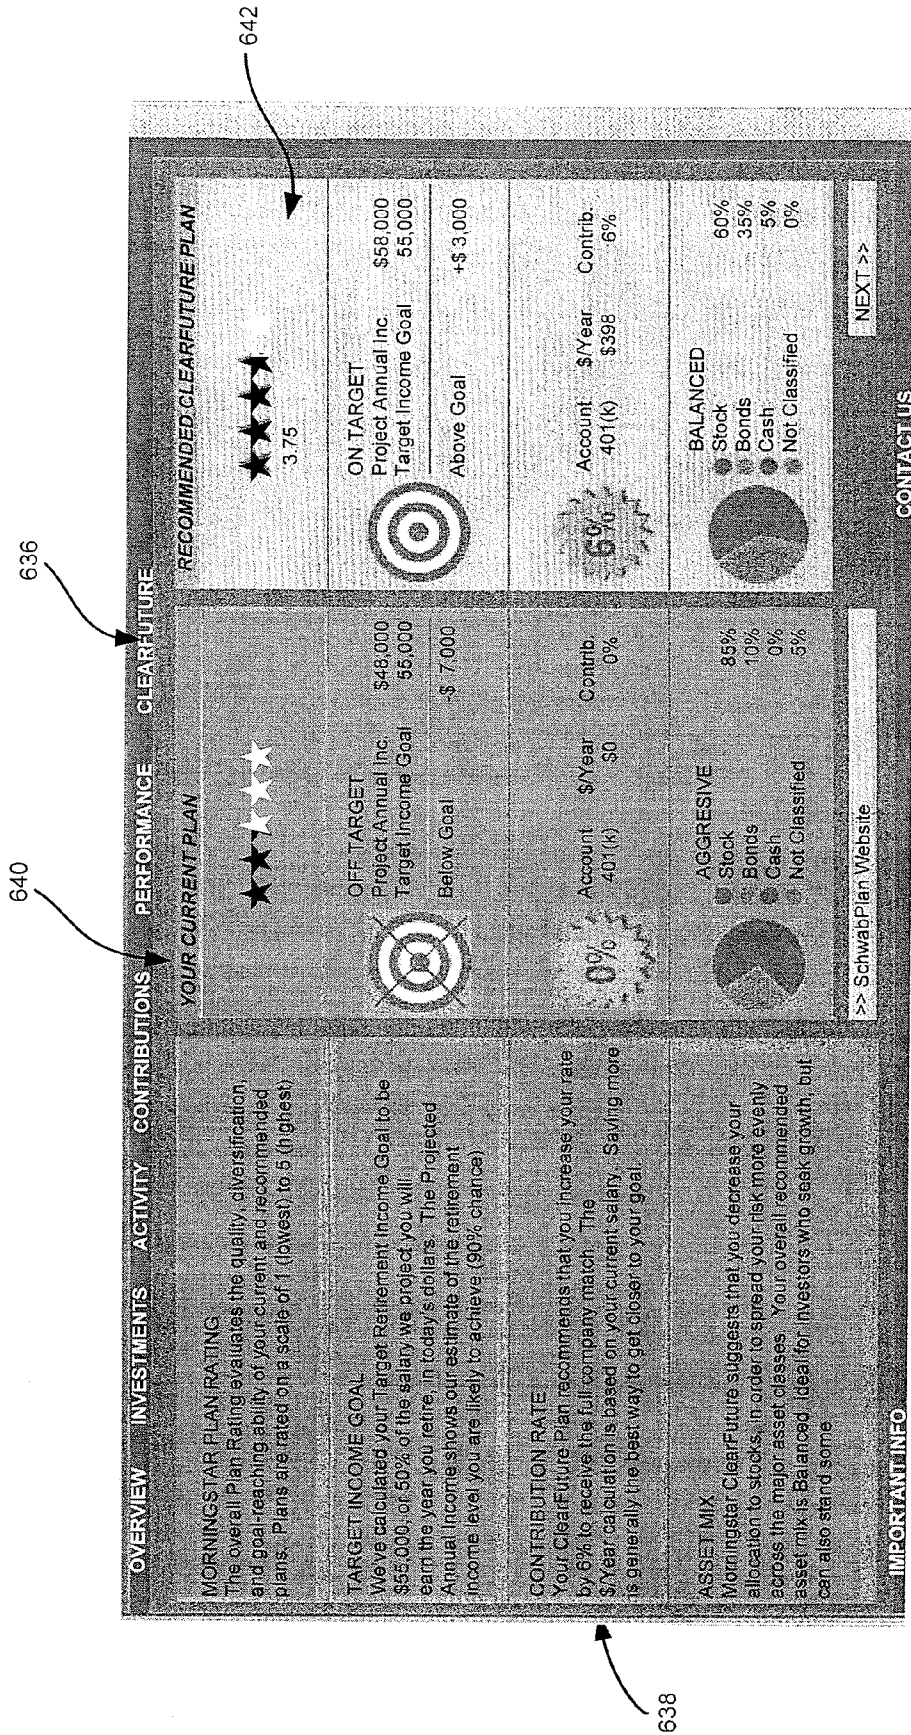 640
636
642
638
OVERVIEW INVESTMENTS ACTIVITY CONTRIBUTIONS PERFORMANCE CLEARFUTURE
MORNINGSTAR PLAN RATING
The overall Plan Rating evaluates the quality, diversification,
and goal-reaching ability of your current and recommended
plans. Plans are rated on a scale of 1 (lowest) to 5 (highest)
YOUR CURRENT PLAN
RECOMMENDED CLEARFUTURE PLAN
3.75
TARGET INCOME GOAL
We've calculated your Target Retirement Income Goal to be
$55,000, or 50% of the salary we project you will
earn the year you retire, in today's dollars. The Projected
Annual Income shows our estimate of the retirement
income level you are likely to achieve (90% chance)
OFF TARGET
Project Annual Inc. $48,000
Target Income Goal 55,000
Below Goal -$ 7,000
ON TARGET
Project Annual Inc. $58,000
Target Income Goal 55,000
Above Goal +$ 3,000
CONTRIBUTION RATE
Your ClearFuture Plan recommends that you increase your rate
by 6% to receive the full company match. The
$/Year calculation is based on your current salary. Saving more
is generally the best way to get closer to your goal.
0%
Account $/Year Contrib.
401(k) $0 0%
6%
Account $/Year Contrib.
401(k) $398 6%
ASSET MIX
Morningstar ClearFuture suggests that you decrease your
allocation to stocks, in order to spread your risk more evenly
across the major asset classes. Your overall recommended
asset mix is Balanced, ideal for investors who seek growth, but
can also stand some
AGGRESIVE
Stock 85%
Bonds 10%
Cash 0%
Not Classified 5%
BALANCED
Stock 60%
Bonds 35%
Cash 5%
Not Classified 0%
>> SchwabPlan Website
NEXT >>
IMPORTANT INFO
CONTACT US